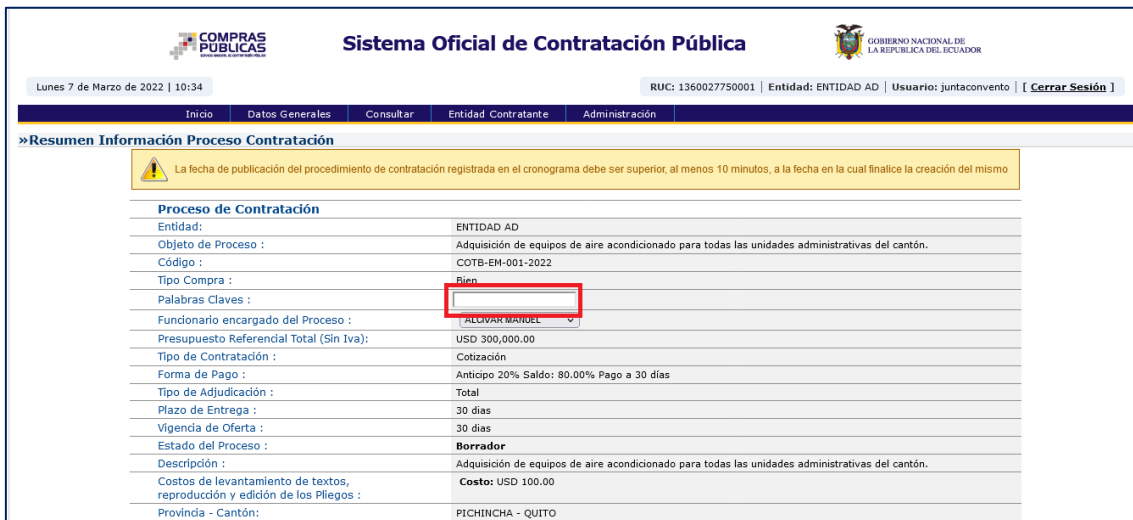 COMPRAS
PÚBLICAS
Sistema Oficial de Contratación Pública
GOBIERNO NACIONAL DE
LA REPUBLICA DEL ECUADOR
Lunes 7 de Marzo de 2022 | 10:34
RUC: 1360027750001 | Entidad: ENTIDAD AD | Usuario: juntaconvento | [ Cerrar Sesión ]
Inicio Datos Generales Consultar Entidad Contratante Administración
»Resumen Información Proceso Contratación
La fecha de publicación del procedimiento de contratación registrada en el cronograma debe ser superior, al menos 10 minutos, a la fecha en la cual finalice la creación del mismo
Proceso de Contratación
Entidad: ENTIDAD AD
Objeto de Proceso : Adquisición de equipos de aire acondicionado para todas las unidades administrativas del cantón.
Código : COTB-EM-001-2022
Tipo Compra : Bien
Palabras Claves :
Funcionario encargado del Proceso : ALCIVAR MANUEL
Presupuesto Referencial Total (Sin Iva): USD 300,000.00
Tipo de Contratación : Cotización
Forma de Pago : Anticipo 20% Saldo: 80.00% Pago a 30 días
Tipo de Adjudicación : Total
Plazo de Entrega : 30 dias
Vigencia de Oferta : 30 dias
Estado del Proceso : Borrador
Descripción : Adquisición de equipos de aire acondicionado para todas las unidades administrativas del cantón.
Costos de levantamiento de textos, Costo: USD 100.00
reproducción y edición de los Pliegos :
Provincia - Cantón: PICHINCHA - QUITO